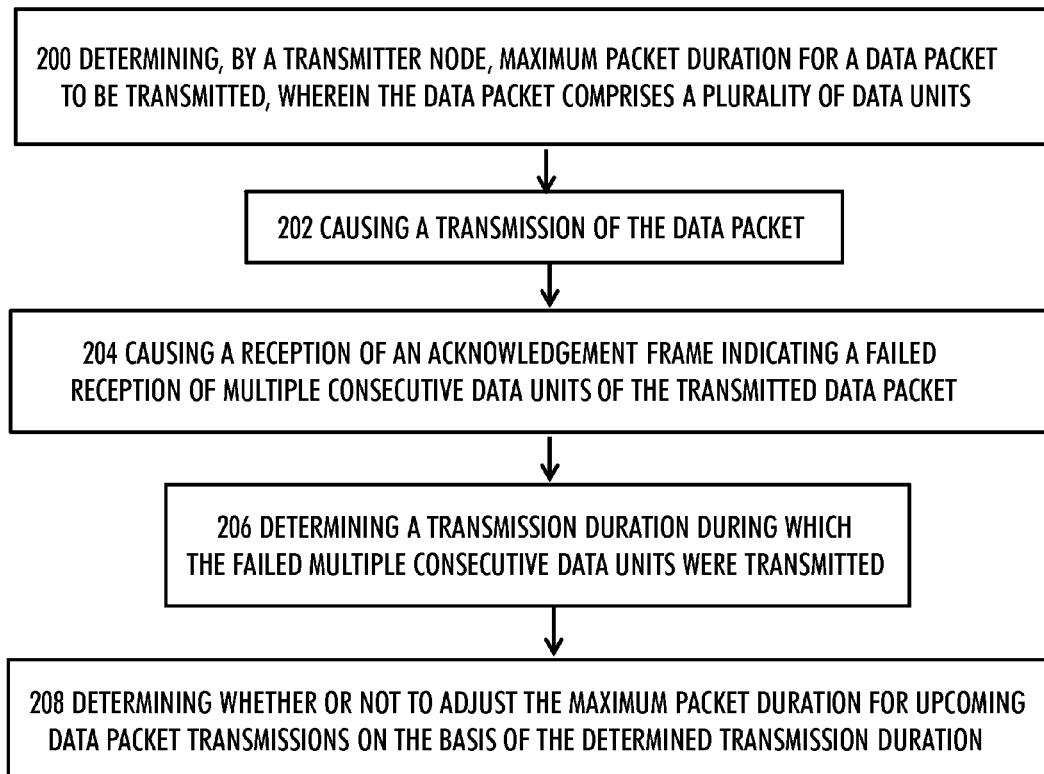 200 DETERMINING, BY A TRANSMITTER NODE, MAXIMUM PACKET DURATION FOR A DATA PACKET
TO BE TRANSMITTED, WHEREIN THE DATA PACKET COMPRISES A PLURALITY OF DATA UNITS
202 CAUSING A TRANSMISSION OF THE DATA PACKET
204 CAUSING A RECEPTION OF AN ACKNOWLEDGEMENT FRAME INDICATING A FAILED
RECEPTION OF MULTIPLE CONSECUTIVE DATA UNITS OF THE TRANSMITTED DATA PACKET
206 DETERMINING A TRANSMISSION DURATION DURING WHICH
THE FAILED MULTIPLE CONSECUTIVE DATA UNITS WERE TRANSMITTED
208 DETERMINING WHETHER OR NOT TO ADJUST THE MAXIMUM PACKET DURATION FOR UPCOMING
DATA PACKET TRANSMISSIONS ON THE BASIS OF THE DETERMINED TRANSMISSION DURATION